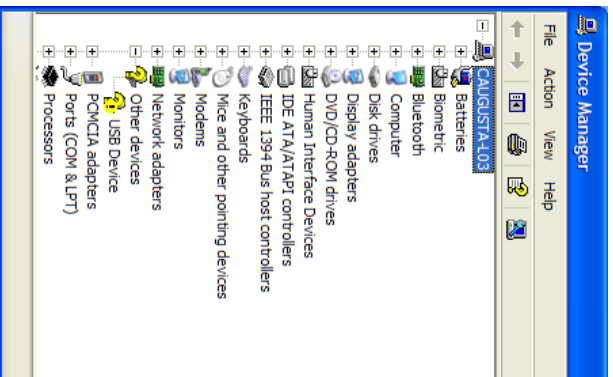 Device Manager
File Action View Help
CAUGUSTA-L03
Batteries
Biometric
Bluetooth
Computer
Disk drives
Display adapters
DVD/CD-ROM drives
Human Interface Devices
IDE ATA/ATAPI controllers
IEEE 1394 Bus host controllers
Keyboards
Mice and other pointing devices
Modems
Monitors
Network adapters
Other devices
USB Device
PCMCIA adapters
Ports (COM & LPT)
Processors